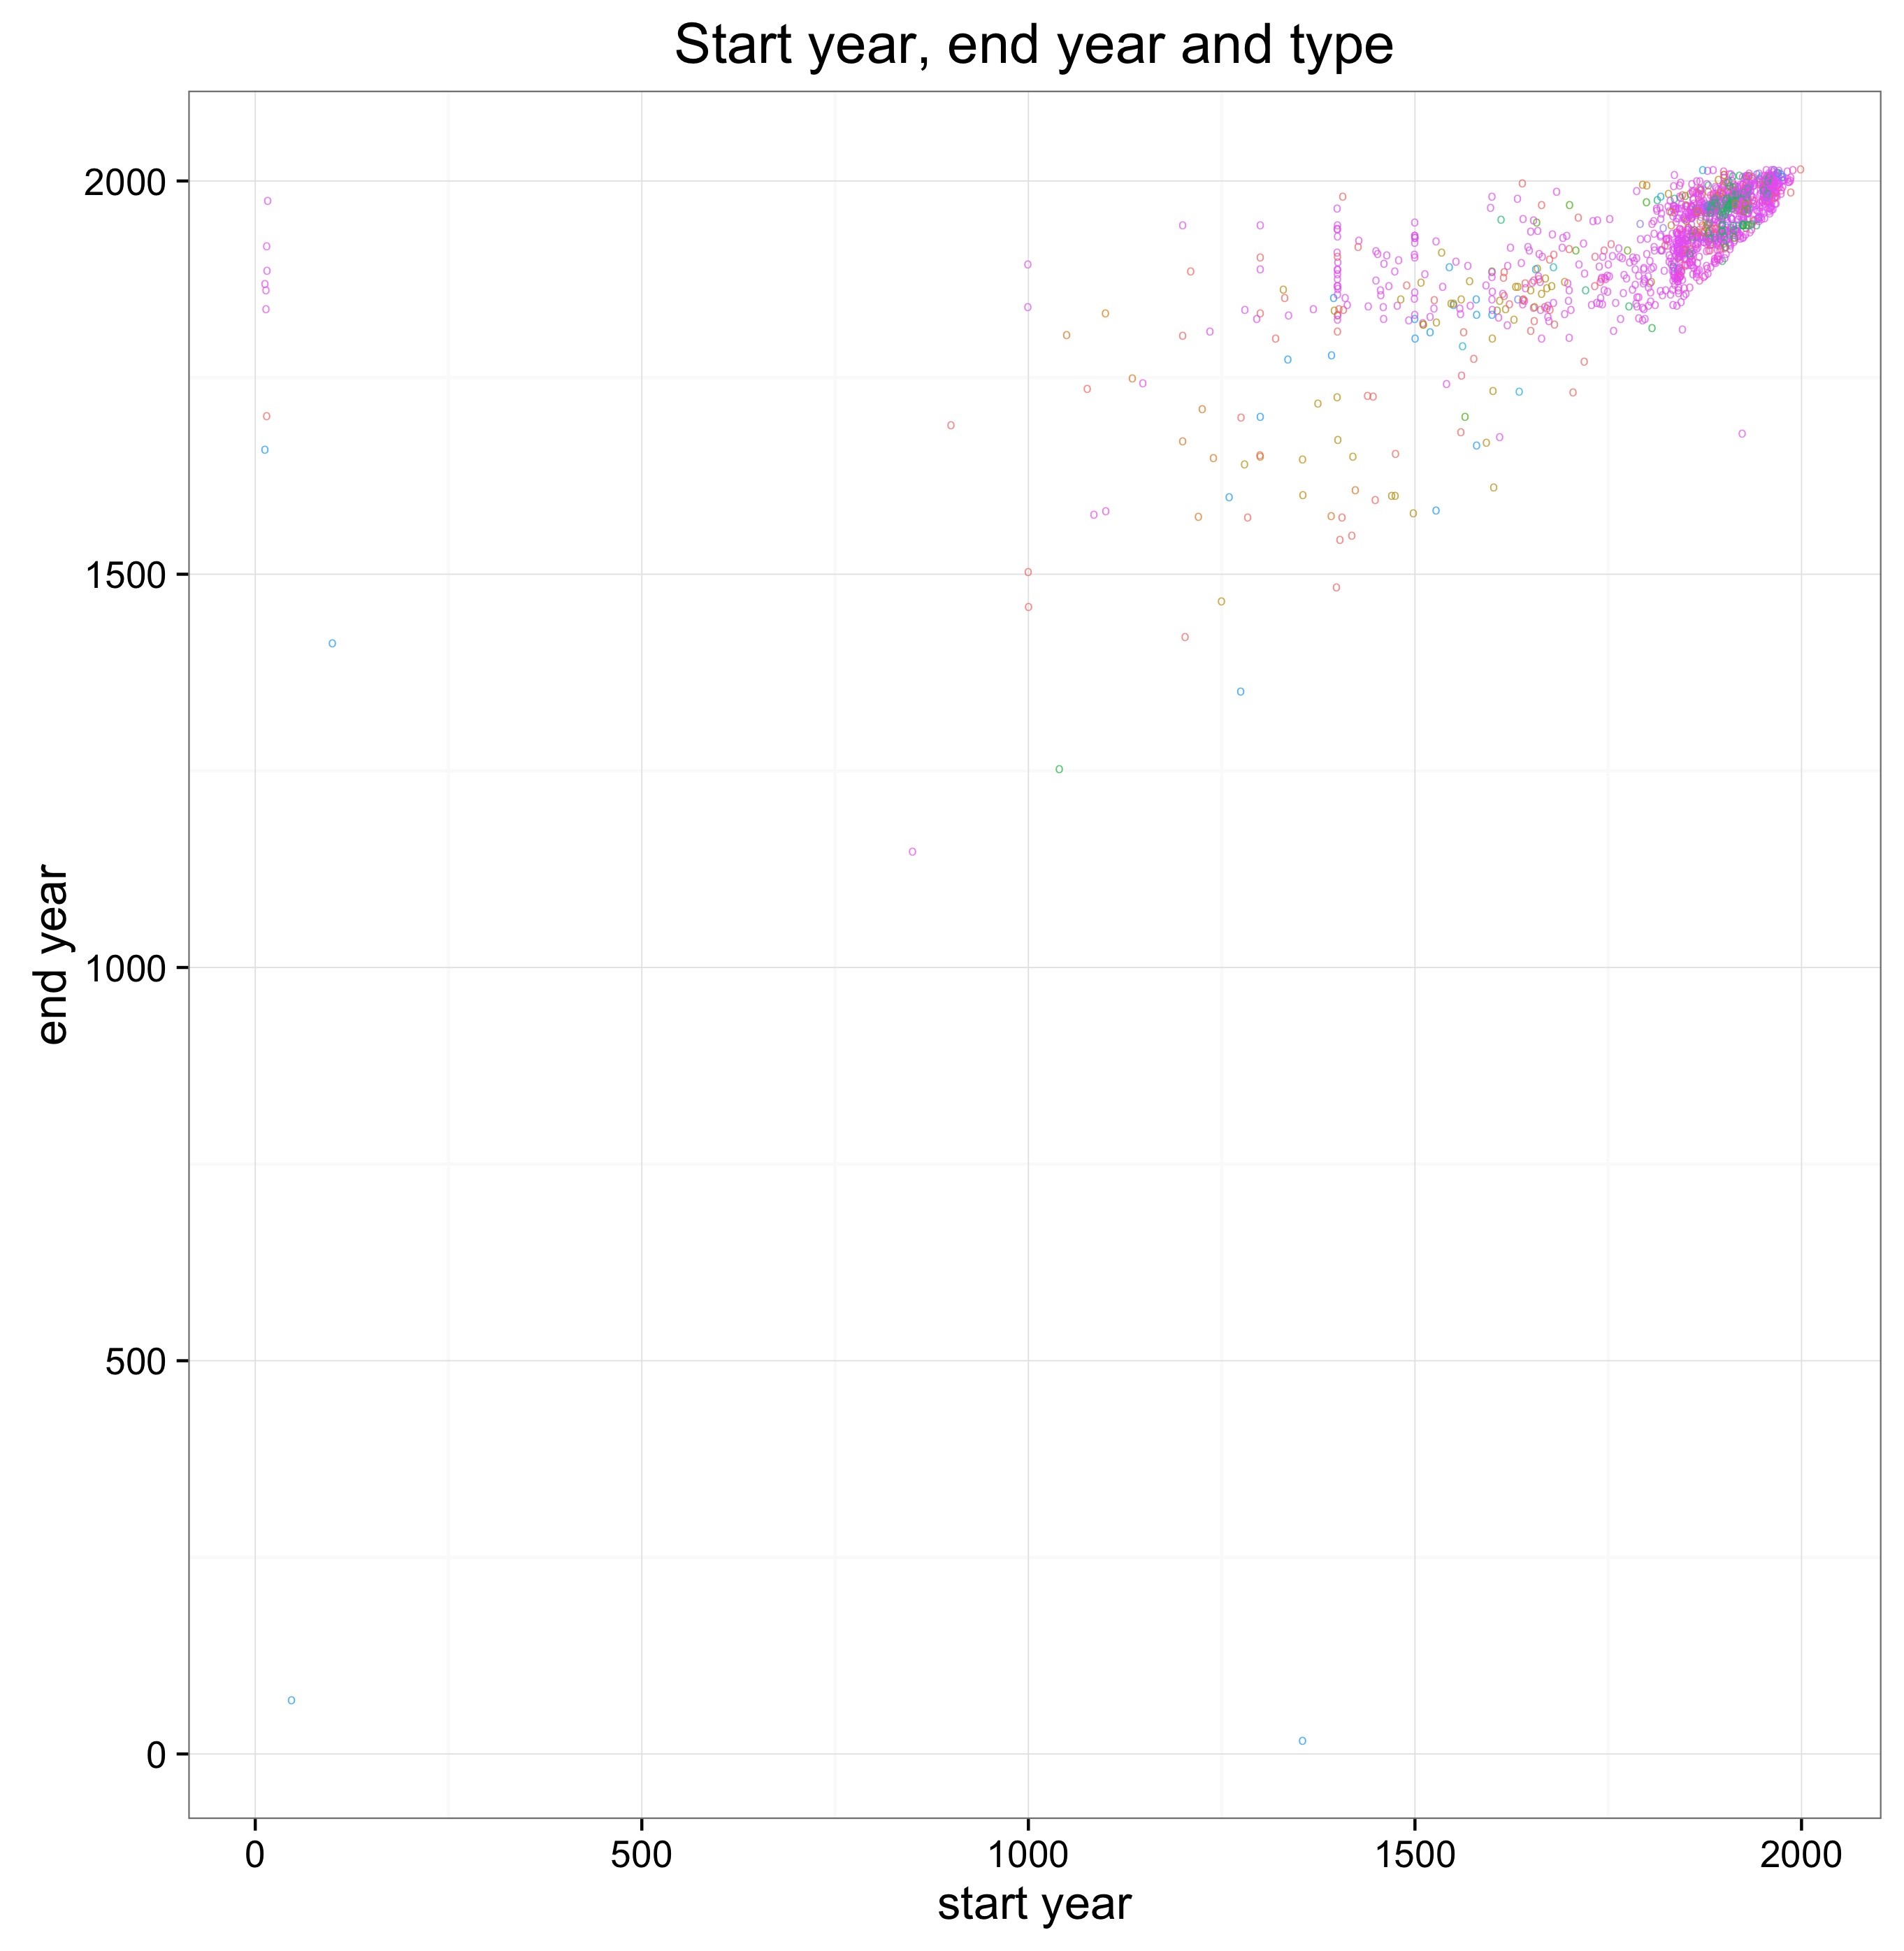 Start year, end year and type
end year
2000
1500
1000
500
0
0 500 1000 1500 2000
start year